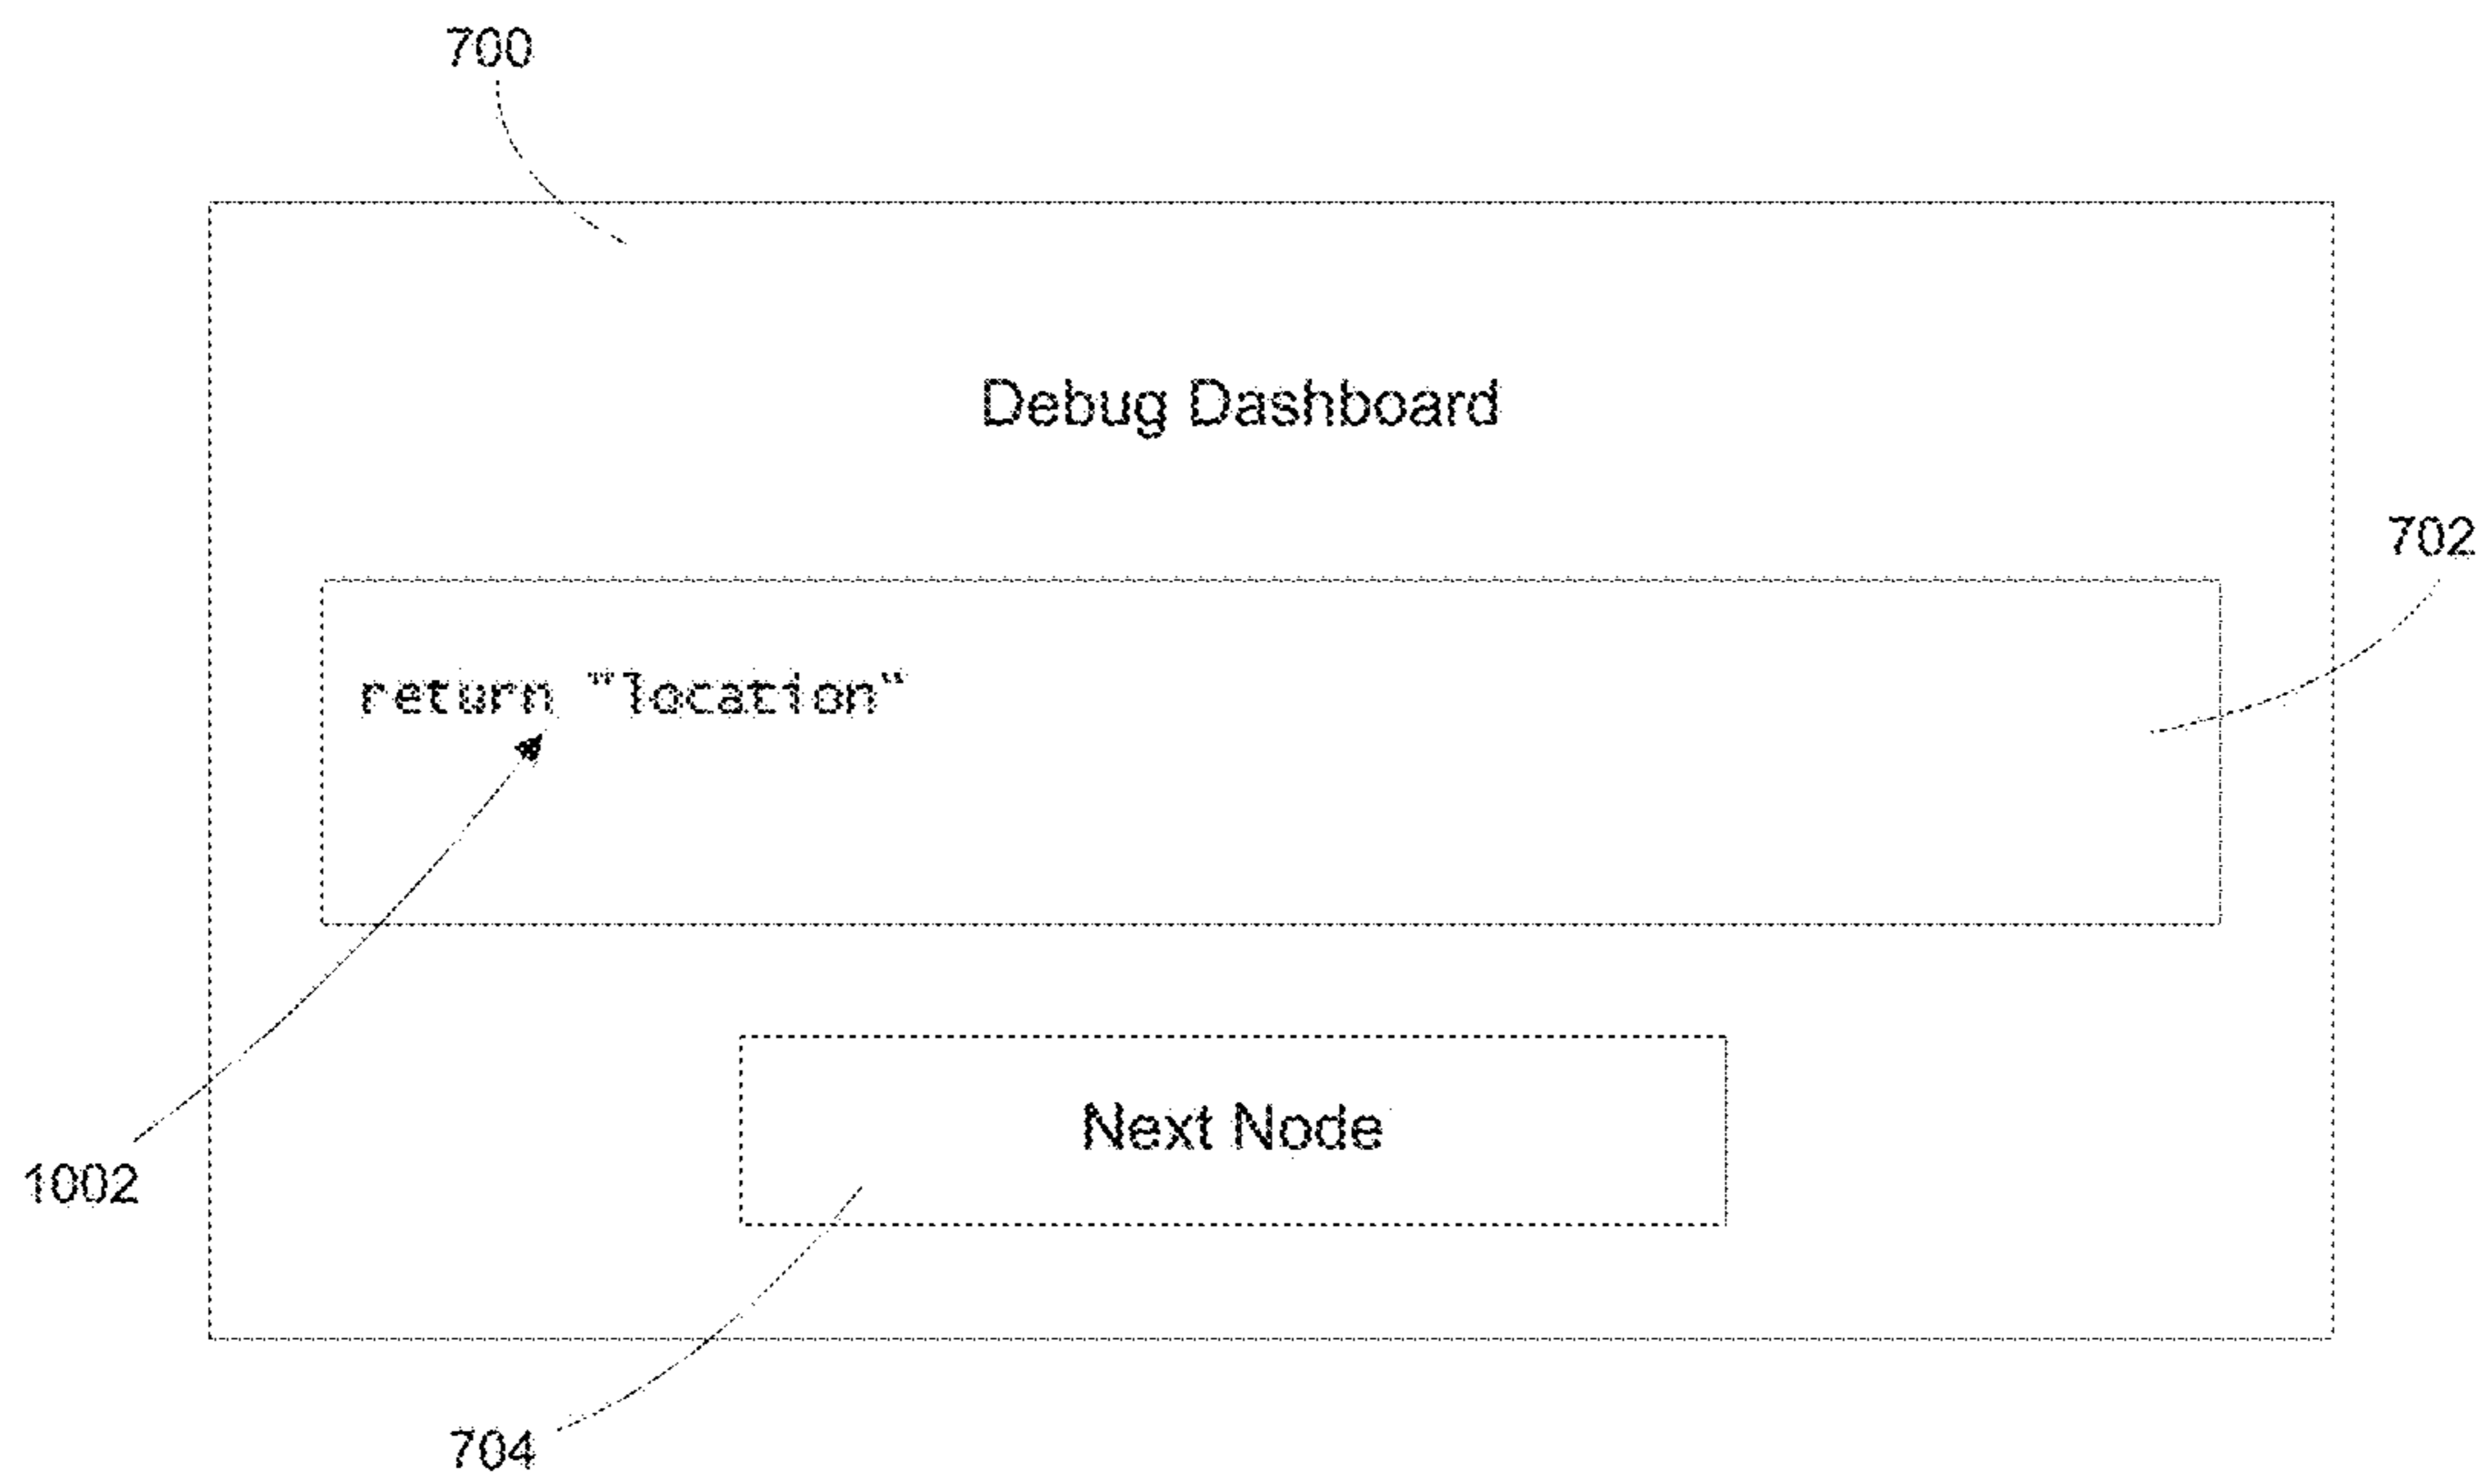 700
Debug Dashboard
702
return "location"
Next Node
1002
704